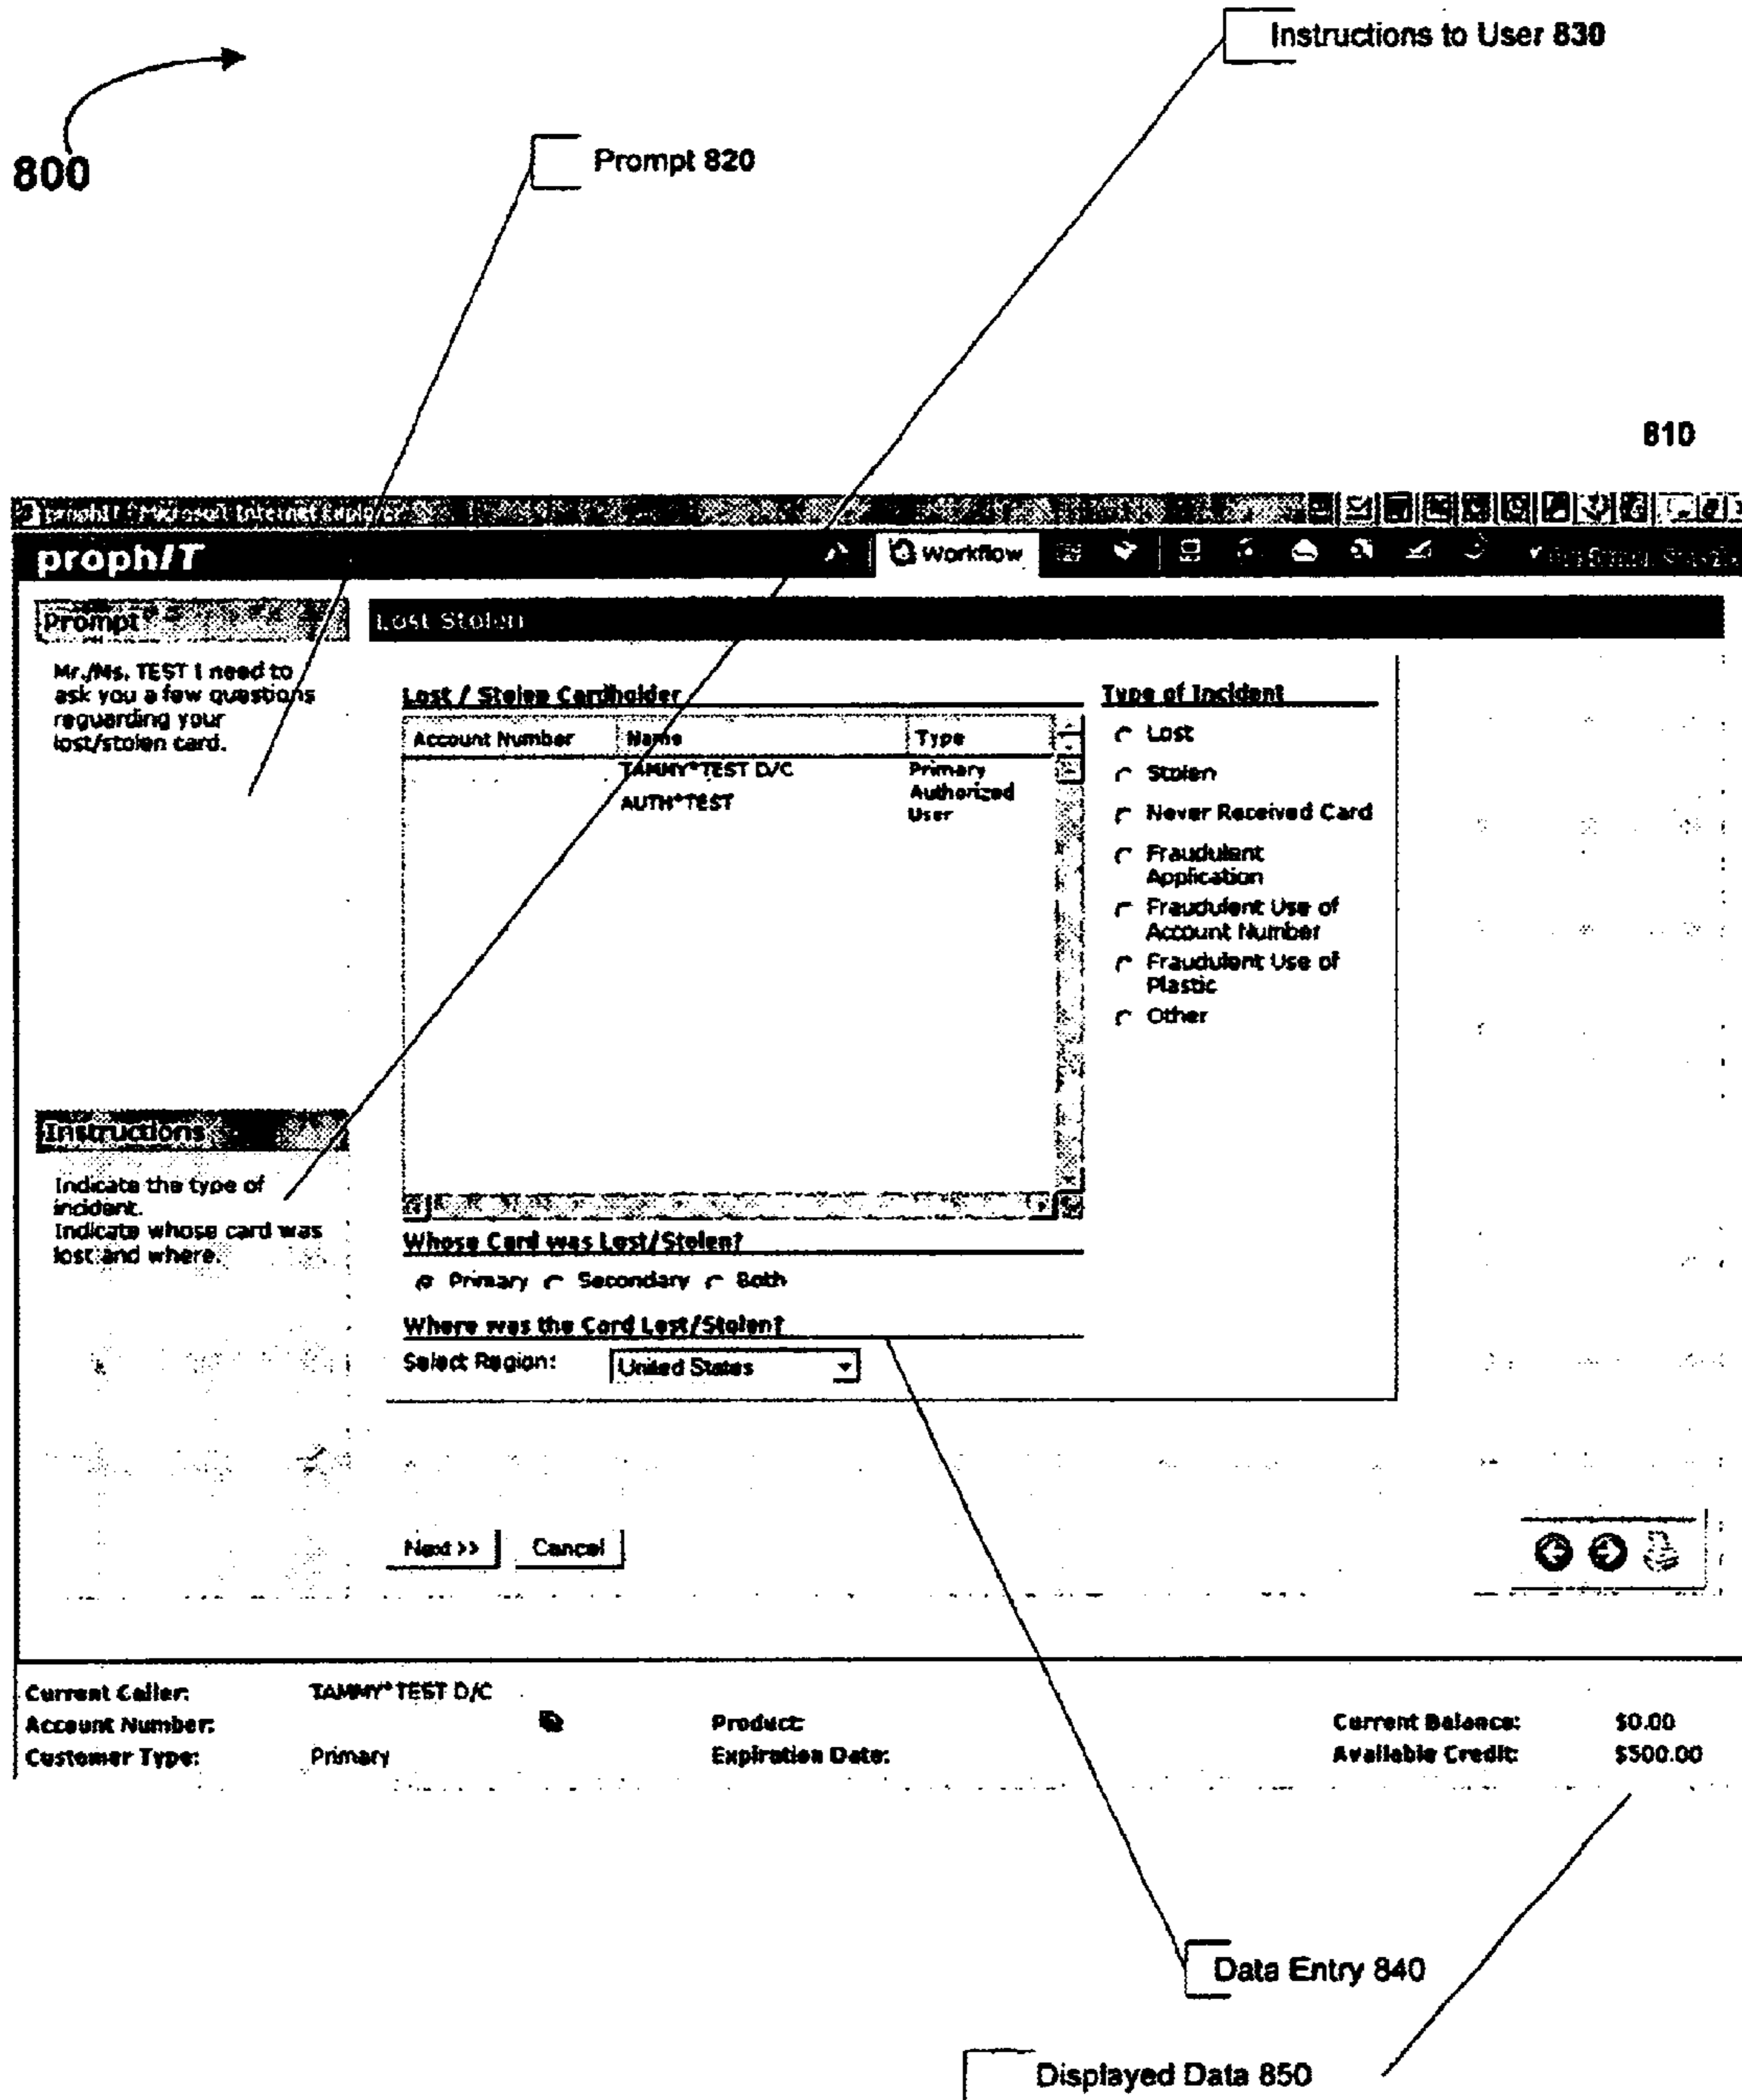 Instructions to User 830
800
Prompt 820
810
prophIT - Microsoft Internet Explorer
prophIT
Workflow
Prompt
Lost Stolen
Mr./Ms. TEST I need to
ask you a few questions
reguarding your
lost/stolen card.
Lost / Stolen Cardholder
Type of Incident
Account Number Name Type
TAMMY*TEST D/C Primary
AUTH*TEST Authorized
User
Lost
Stolen
Never Received Card
Fraudulent
Application
Fraudulent Use of
Account Number
Fraudulent Use of
Plastic
Other
Instructions
Indicate the type of
incident.
Indicate whose card was
lost and where.
Whose Card was Lost/Stolen?
Primary Secondary Both
Where was the Card Lost/Stolen?
Select Region: United States
Next >> Cancel
Current Caller: TAMMY*TEST D/C
Account Number: Product: Current Balance: $0.00
Customer Type: Primary Expiration Date: Available Credit: $500.00
Data Entry 840
Displayed Data 850